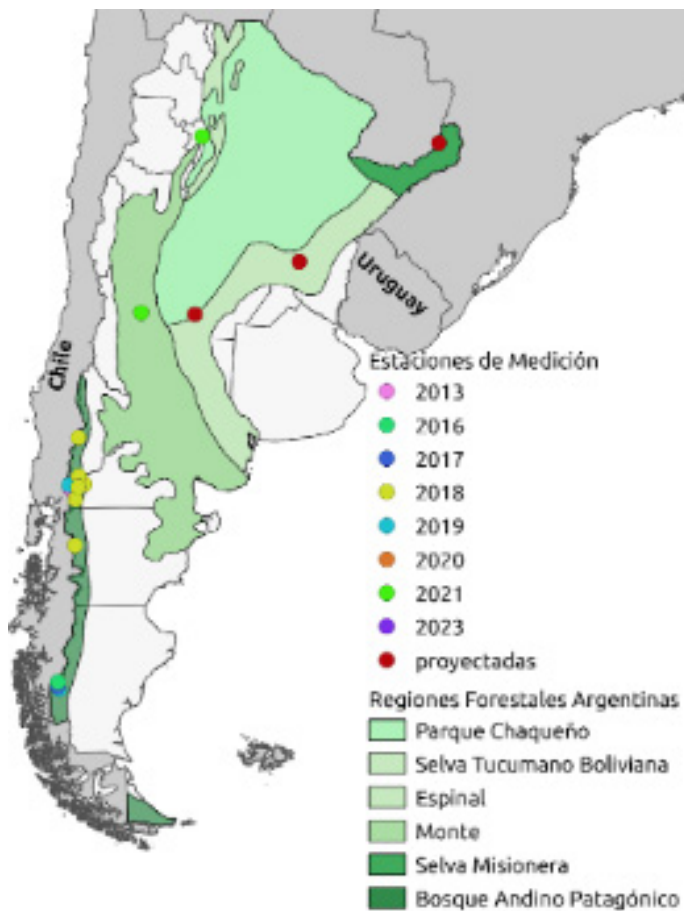 Uruguay
Chile
Estaciones de Medición
2013
2016
2017
2018
2019
2020
2021
2023
proyectadas
Regiones Forestales Argentinas
Parque Chaqueño
Selva Tucumano Boliviana
Espinal
Monte
Selva Misionera
Bosque Andino Patagónico